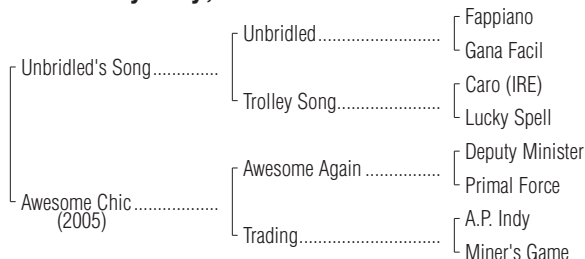 Fappiano
Unbridled
Gana Facil
Unbridled's Song
Caro (IRE)
Trolley Song
Lucky Spell
Deputy Minister
Awesome Again
Primal Force
Awesome Chic
(2005)
A.P. Indy
Trading
Miner's Game